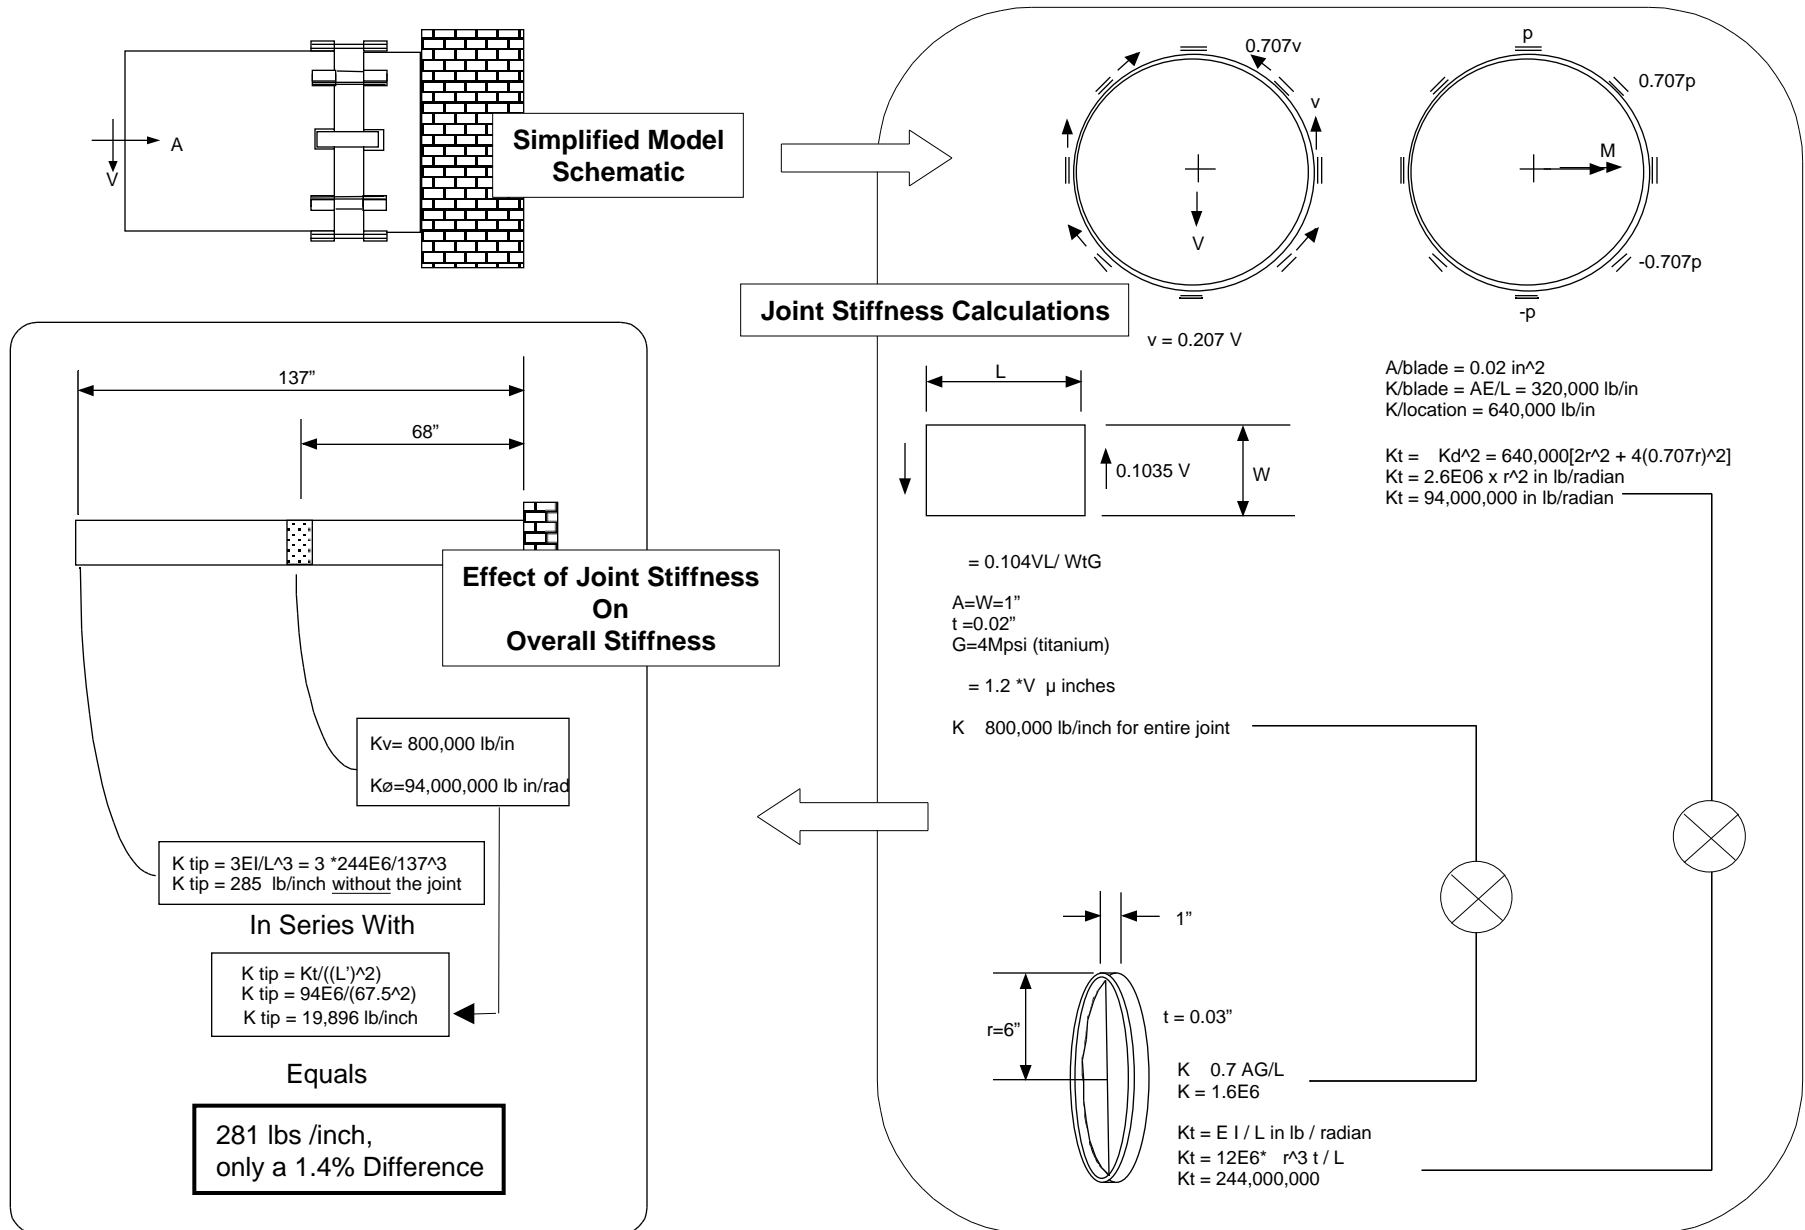 A
V
Simplified Model
Schematic
0.707v
v
V
v = 0.207 V
p
0.707p
M
-0.707p
-p
Joint Stiffness Calculations
L
0.1035 V
W
A/blade = 0.02 in^2
K/blade = AE/L = 320,000 lb/in
K/location = 640,000 lb/in
Kt = Kd^2 = 640,000[2r^2 + 4(0.707r)^2]
Kt = 2.6E06 x r^2 in lb/radian
Kt = 94,000,000 in lb/radian
= 0.104VL/ WtG
A=W=1”
t =0.02”
G=4Mpsi (titanium)
= 1.2 *V µ inches
K 800,000 lb/inch for entire joint
1”
r=6”
t = 0.03”
K 0.7 AG/L
K = 1.6E6
Kt = E I / L in lb / radian
Kt = 12E6* r^3 t / L
Kt = 244,000,000
137”
68”
Effect of Joint Stiffness
On
Overall Stiffness
Kv= 800,000 lb/in
Kø=94,000,000 lb in/rad
K tip = 3EI/L^3 = 3 *244E6/137^3
K tip = 285 lb/inch without the joint
In Series With
K tip = Kt/((L’)^2)
K tip = 94E6/(67.5^2)
K tip = 19,896 lb/inch
Equals
281 lbs /inch,
only a 1.4% Difference